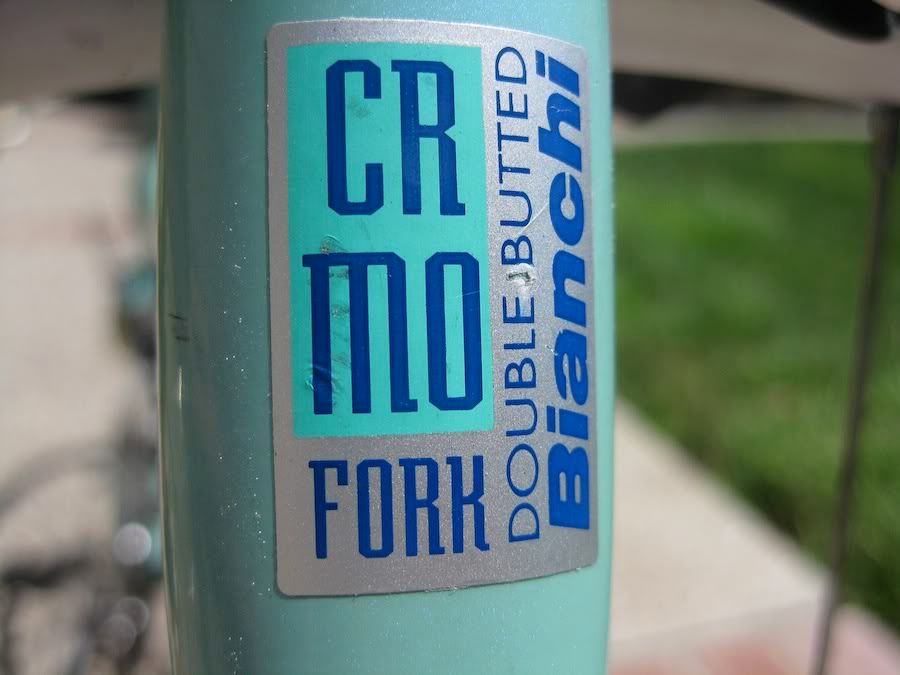 CR
MO
FORK
DOUBLE BUTTED
Bianchi